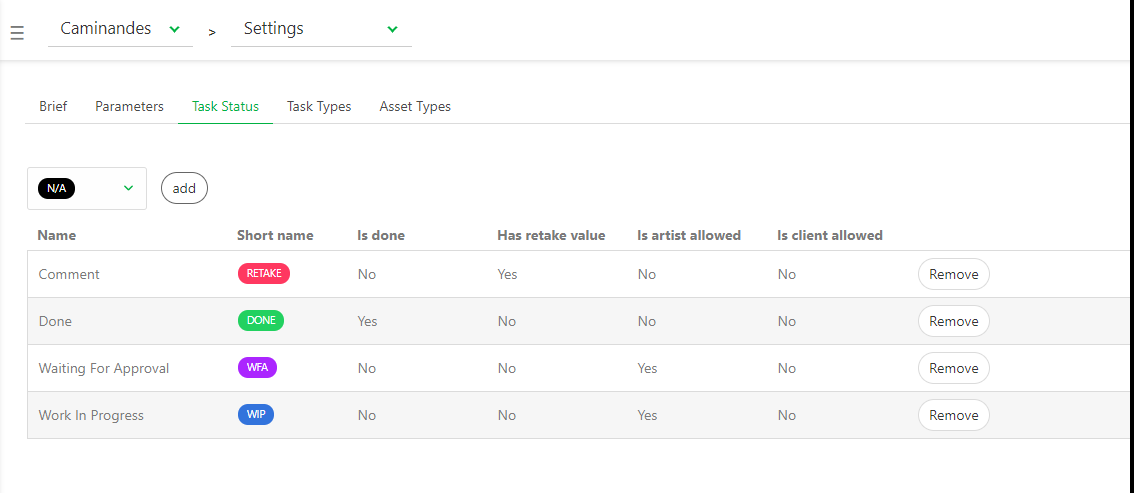 Caminandes > Settings
Brief Parameters Task Status Task Types Asset Types
N/A add
Name Short name Is done Has retake value Is artist allowed Is client allowed
Comment RETAKE No Yes No No Remove
Done DONE Yes No No No Remove
Waiting For Approval WFA No No Yes No Remove
Work In Progress WIP No No Yes No Remove